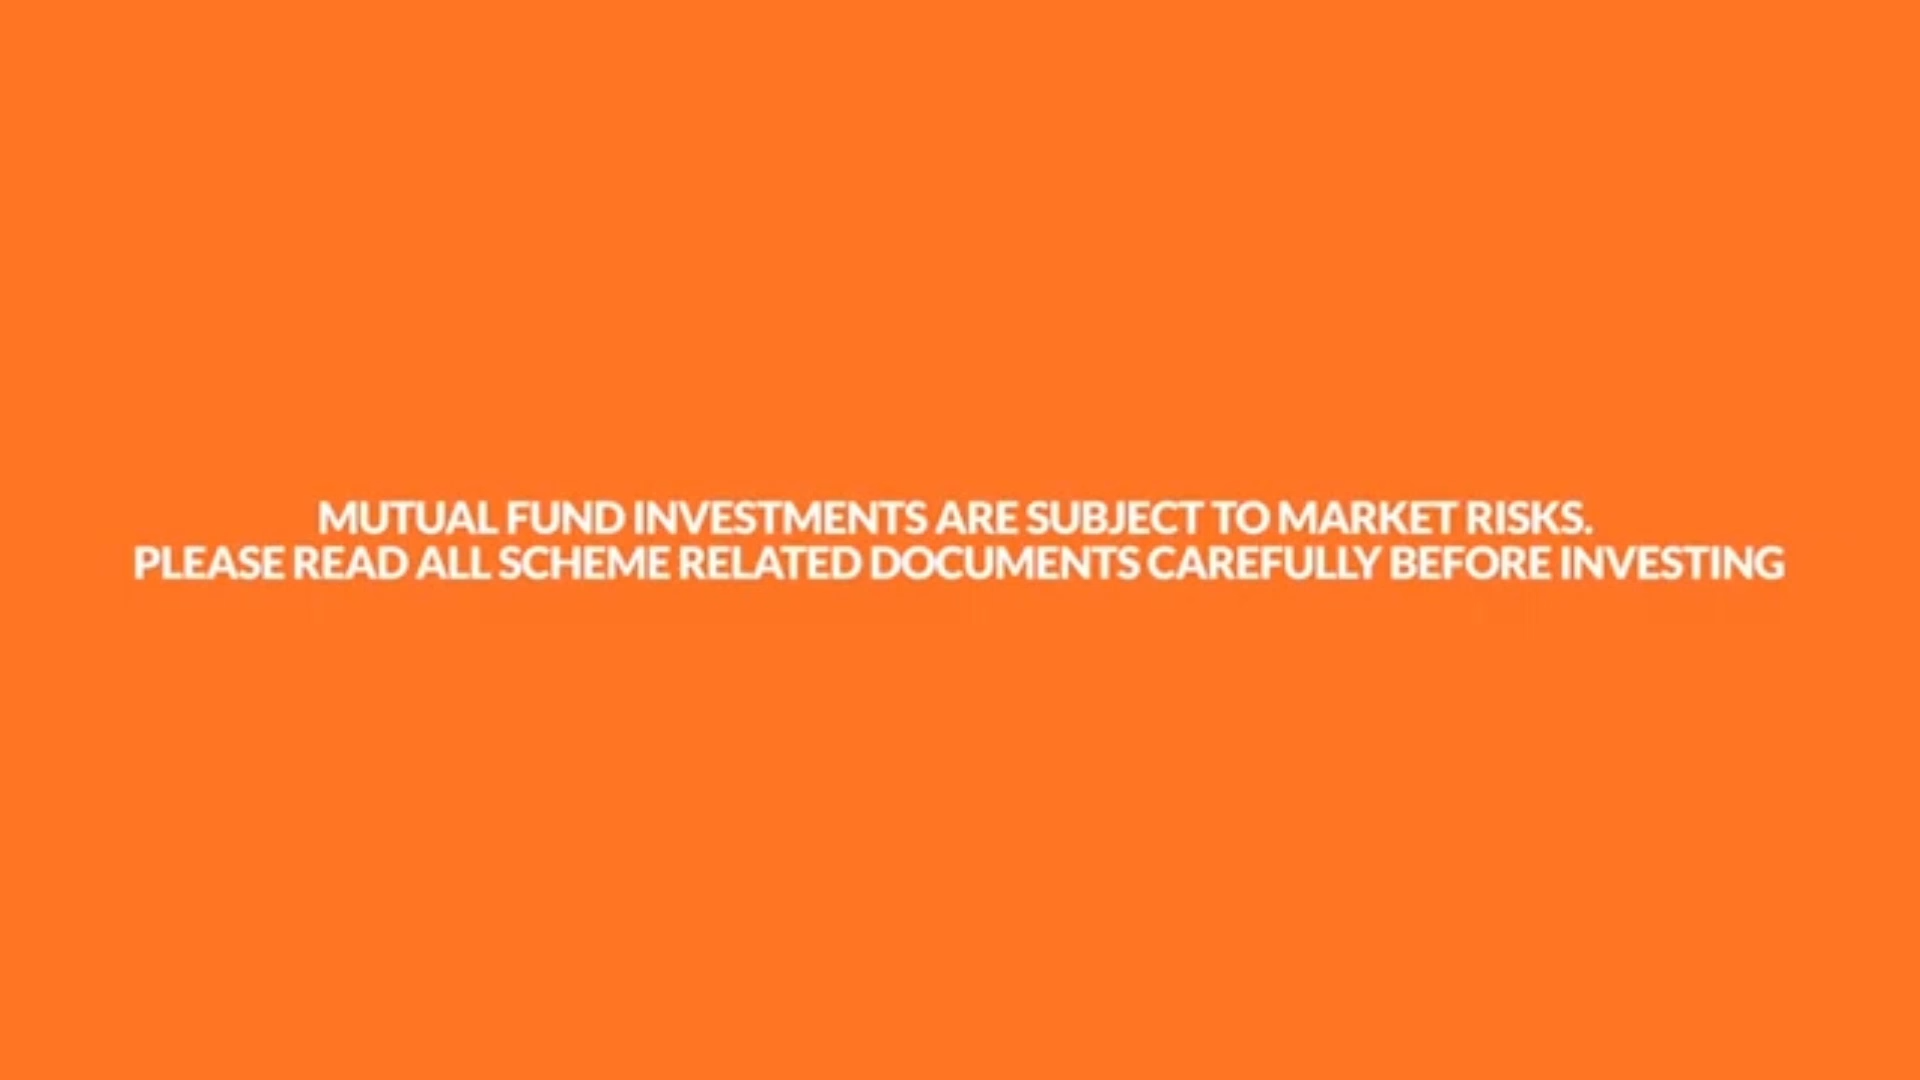 MUTUAL FUND INVESTMENTS ARE SUBJECT TO MARKET RISKS.
PLEASE READ ALL SCHEME RELATED DOCUMENTS CAREFULLY BEFORE INVESTING